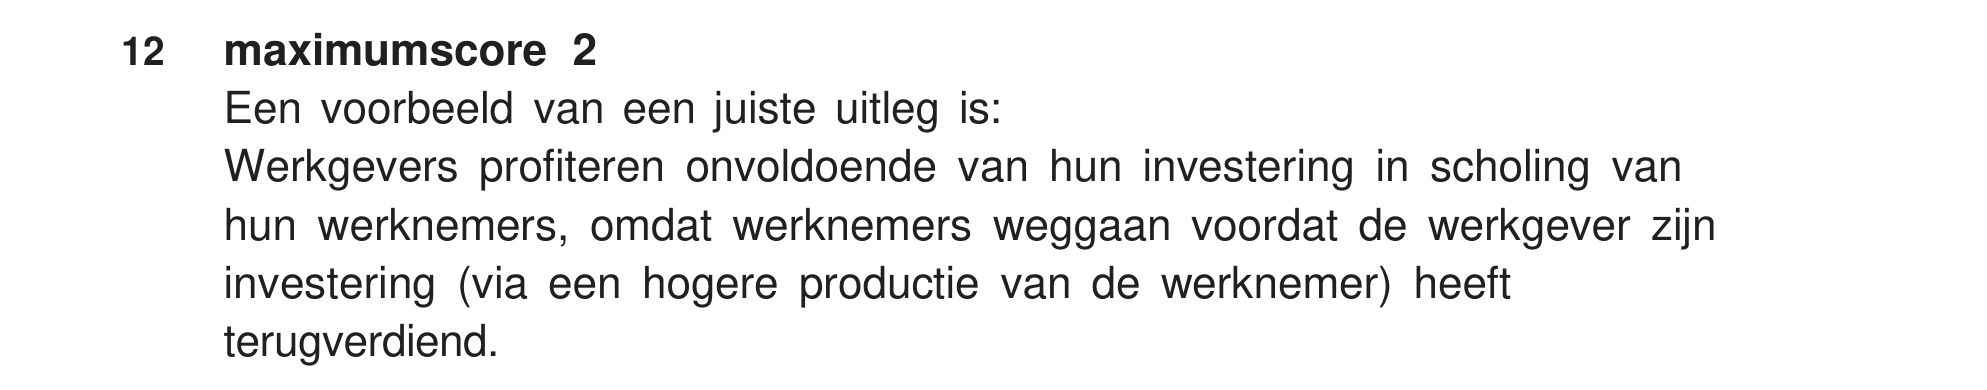 12 maximumscore 2
Een voorbeeld van een juiste uitleg is:
Werkgevers profiteren onvoldoende van hun investering in scholing van
hun werknemers, omdat werknemers weggaan voordat de werkgever zijn
investering (via een hogere productie van de werknemer) heeft
terugverdiend.